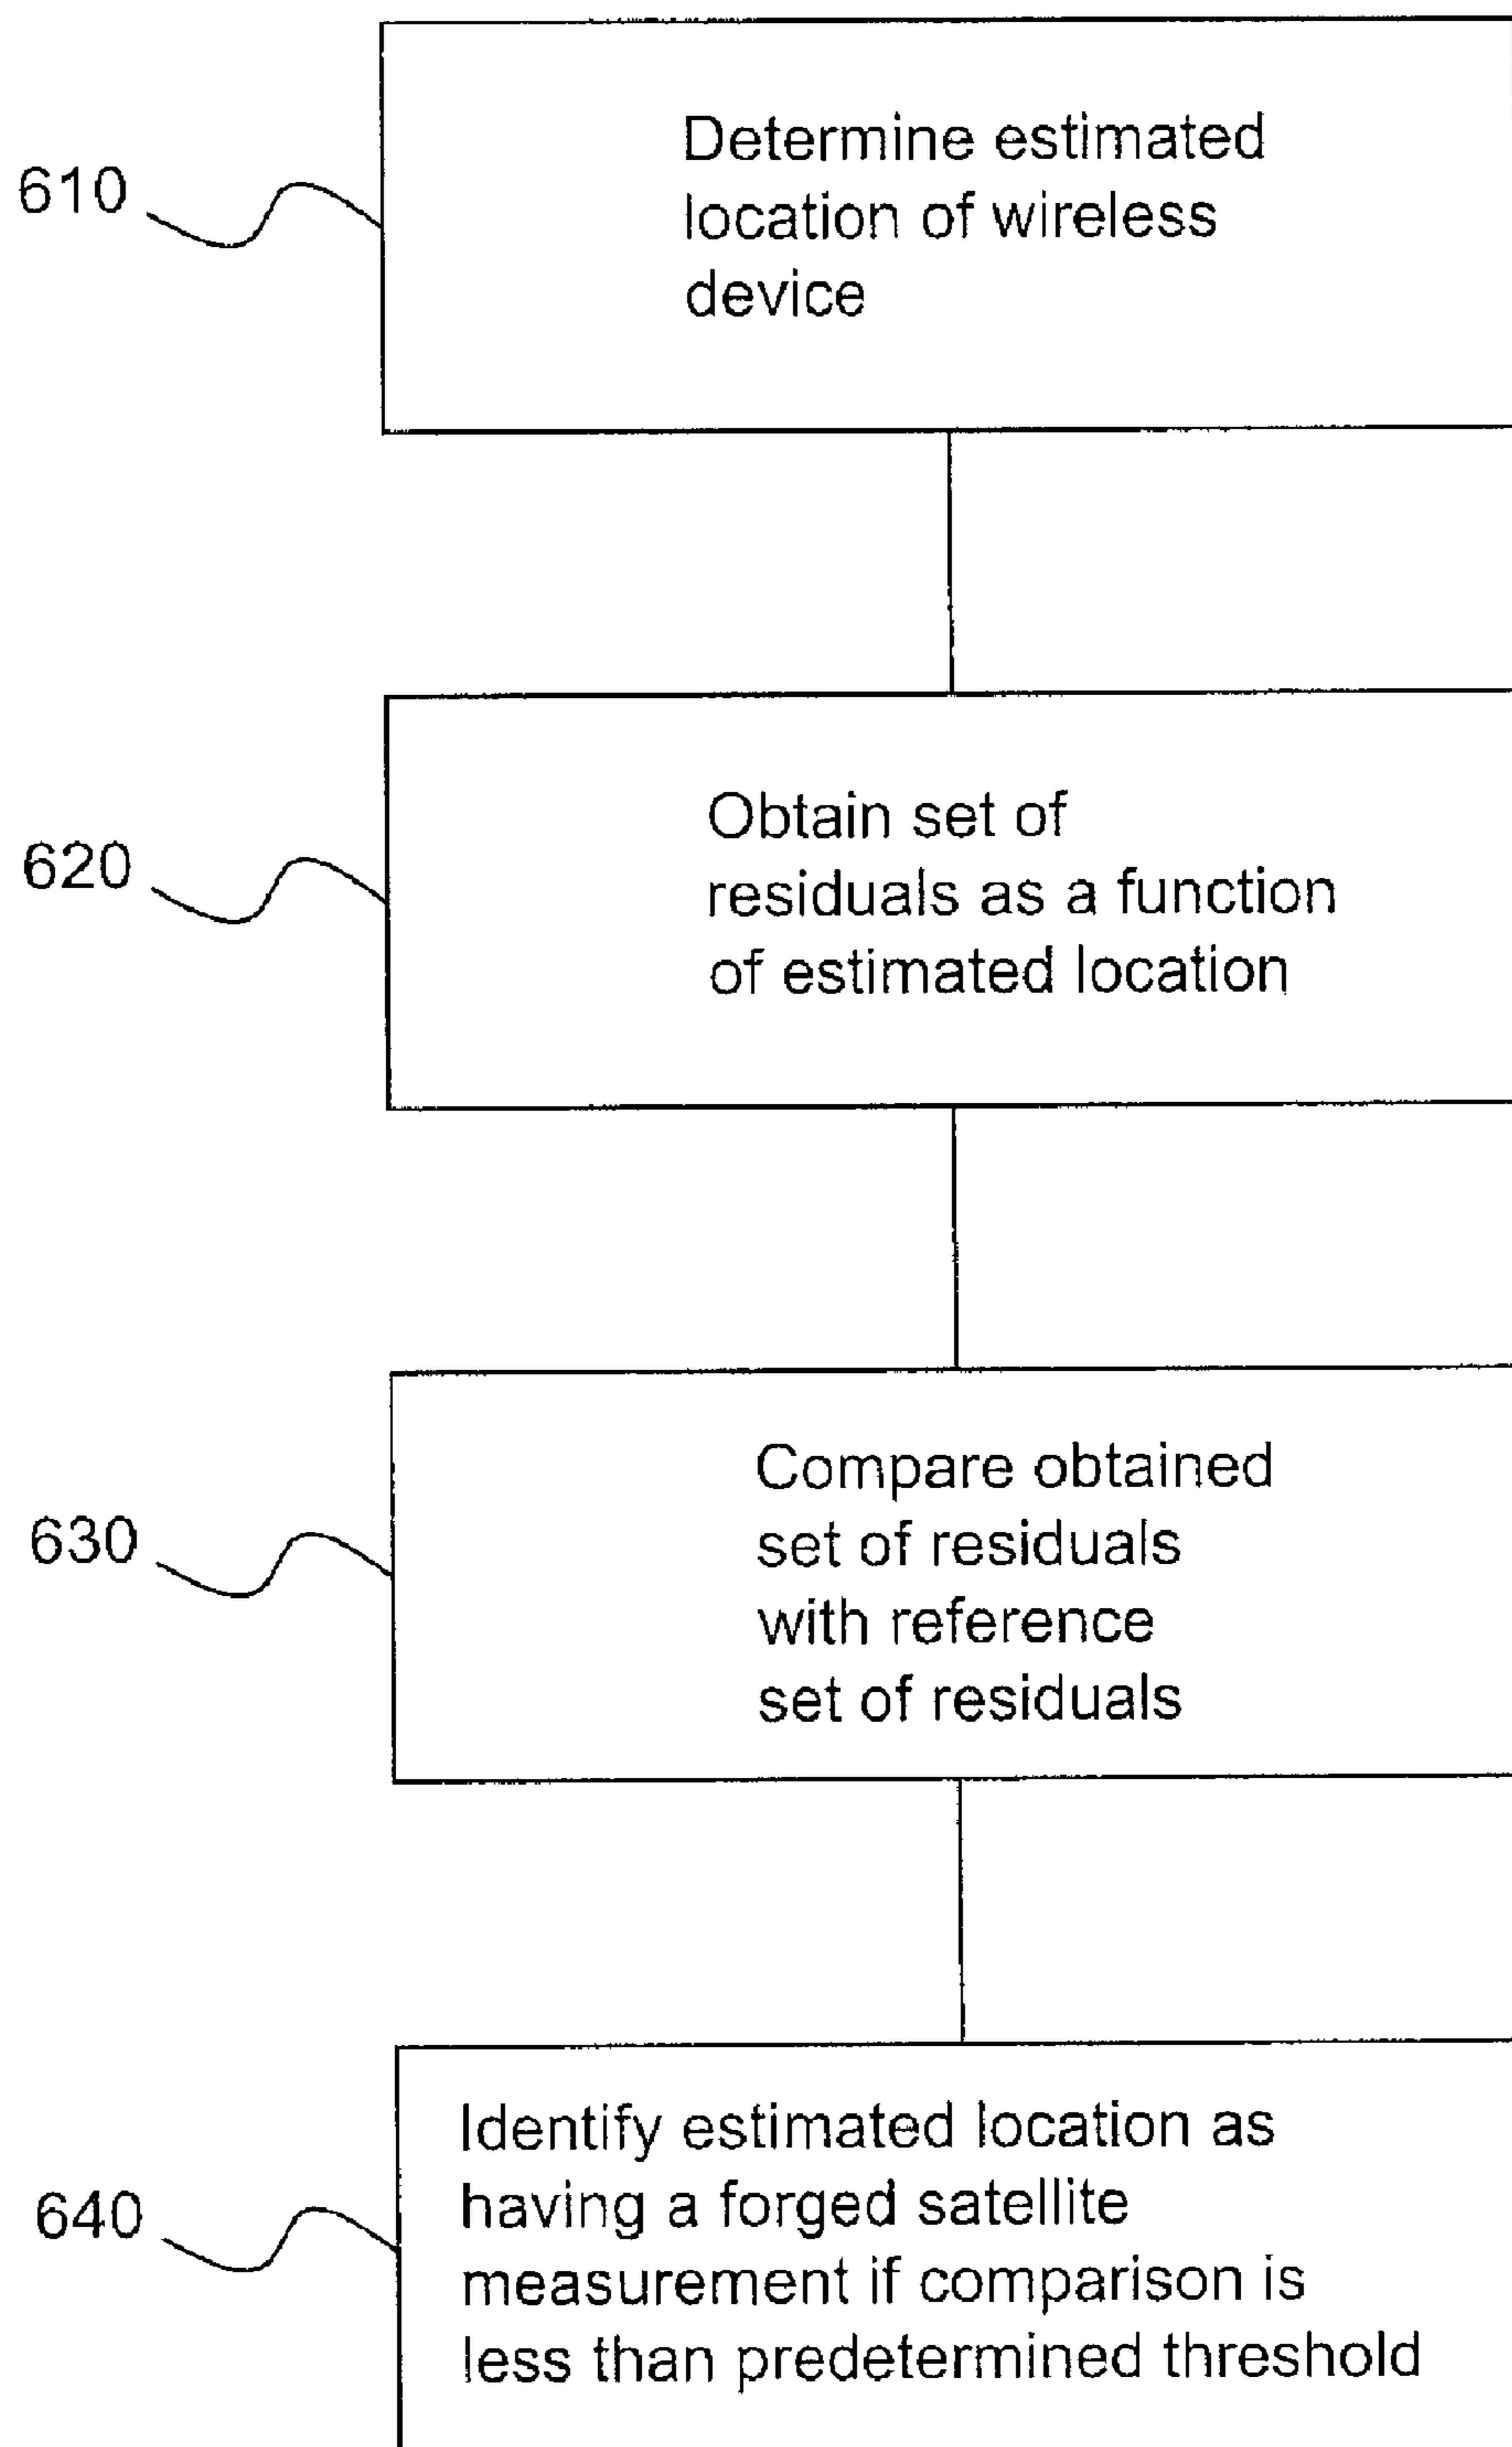 610
Determine estimated
location of wireless
device
620
Obtain set of
residuals as a function
of estimated location
630
Compare obtained
set of residuals
with reference
set of residuals
640
Identify estimated location as
having a forged satellite
measurement if comparison is
less than predetermined threshold